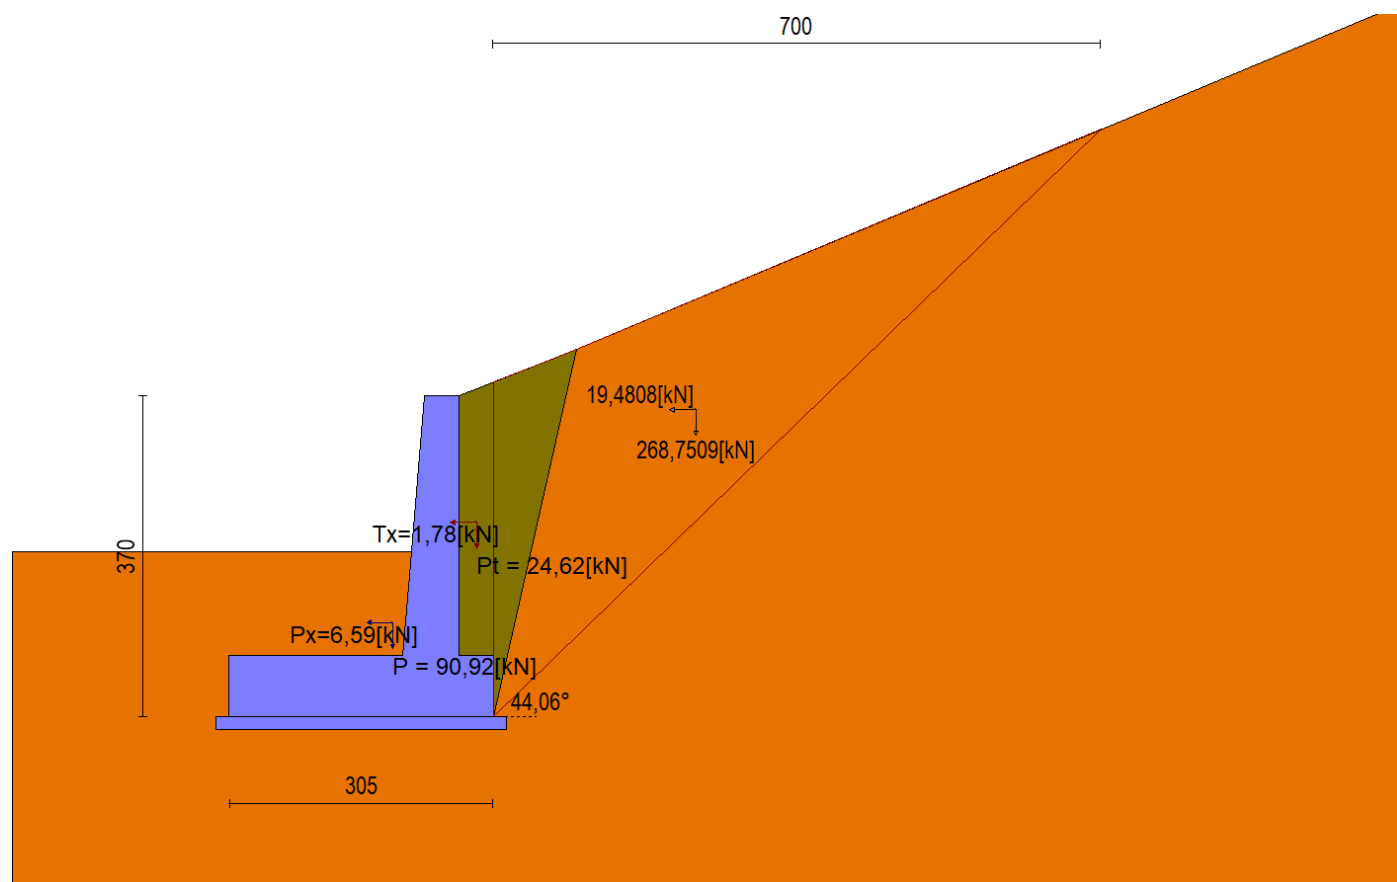 700
19,4808[kN]
268,7509[kN]
Tx=1,78[kN]
370
Pt = 24,62[kN]
Px=6,59[kN]
P = 90,92[kN]
44,06°
305